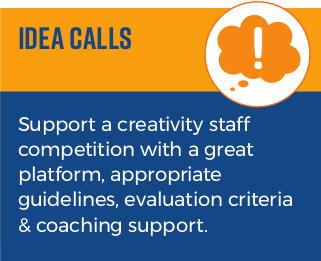 IDEA CALLS
Support a creativity staff
competition with a great
platform, appropriate
guidelines, evaluation criteria
& coaching support.